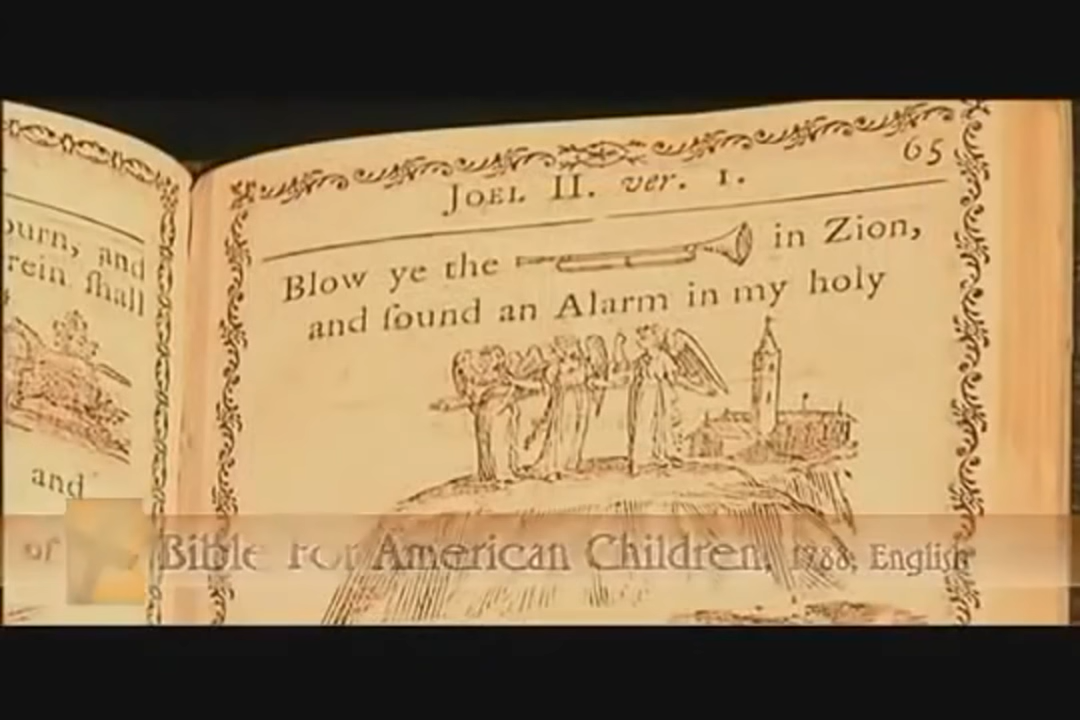 ourn, and
rein shall
and
65
JOEL II. ver. 1.
Blow ye the in Zion,
and ſound an Alarm in my holy
of Bible for American Children, 1788, English